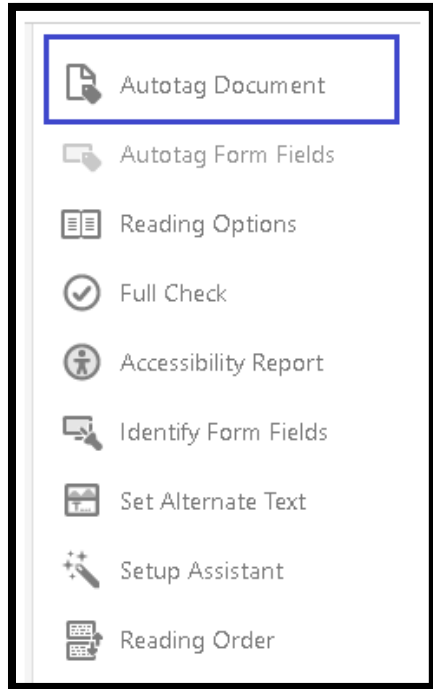 Autotag Document
Autotag Form Fields
Reading Options
Full Check
Accessibility Report
Identify Form Fields
Set Alternate Text
Setup Assistant
Reading Order